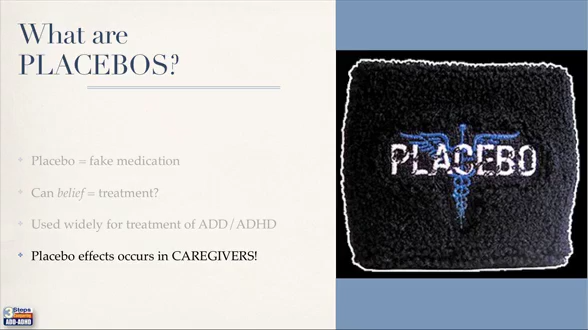 What are
PLACEBOS?
Placebo = fake medication
Can belief = treatment?
Used widely for treatment of ADD/ADHD
Placebo effects occurs in CAREGIVERS!
PLACEBO
3 Steps
ADD-ADHD